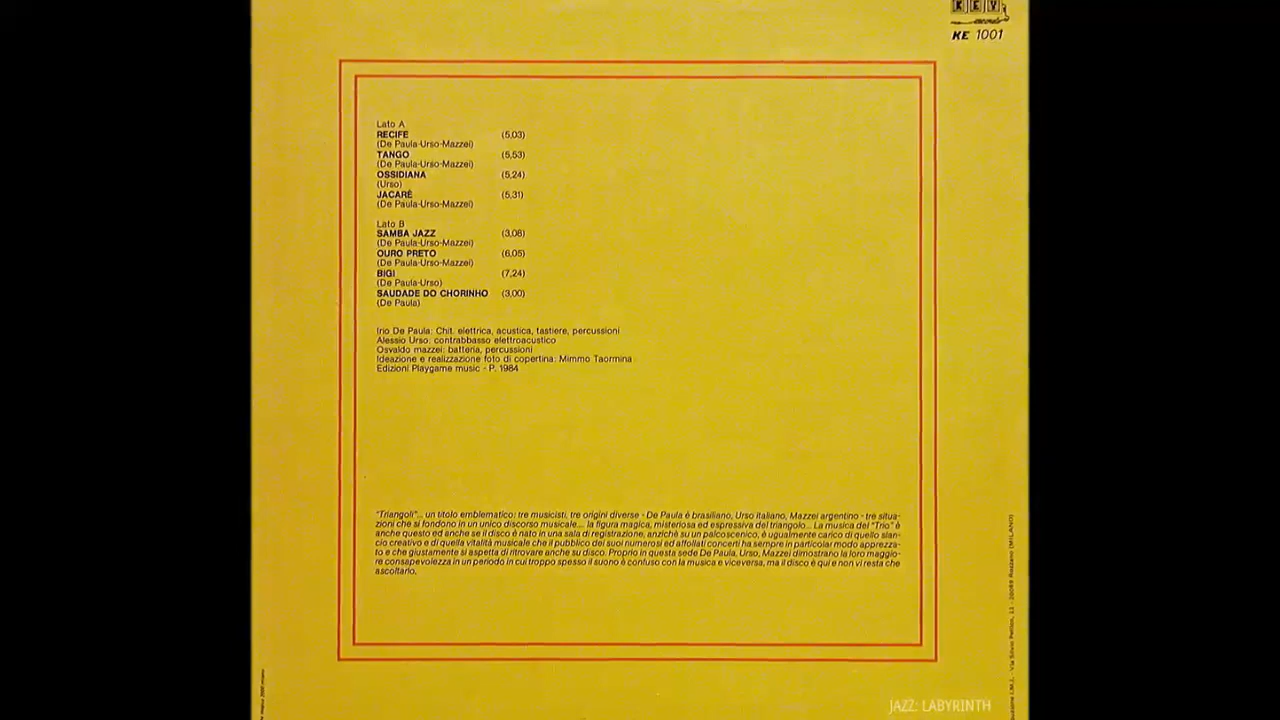 KEY
records
KE 1001
Lato A
RECIFE (5,03)
(De Paula-Urso-Mazzei)
TANGO (5,53)
(De Paula-Urso-Mazzei)
OSSIDIANA (5,24)
(Urso)
JACARÈ (5,31)
(De Paula-Urso-Mazzei)
Lato B
SAMBA JAZZ (3,08)
(De Paula-Urso-Mazzei)
OURO PRETO (6,05)
(De Paula-Urso-Mazzei)
BIGI (7,24)
(De Paula-Urso)
SAUDADE DO CHORINHO (3,00)
(De Paula)
Irio De Paula: Chit. elettrica, acustica, tastiere, percussioni
Alessio Urso: contrabbasso elettroacustico
Osvaldo mazzei: batteria, percussioni
Ideazione e realizzazione foto di copertina: Mimmo Taormina
Edizioni Playgame music - P. 1984
"Triangoli"... un titolo emblematico: tre musicisti, tre origini diverse - De Paula è brasiliano, Urso italiano, Mazzei argentino - tre situa-
zioni che si fondono in un unico discorso musicale.... la figura magica, misteriosa ed espressiva del triangolo... La musica del "Trio" è
anche questo ed anche se il disco è nato in una sala di registrazione, anzichè su un palcoscenico, è ugualmente carico di quello slan-
cio creativo e di quella vitalità musicale che il pubblico dei suoi numerosi ed affollati concerti ha sempre in particolar modo apprezza-
to e che giustamente si aspetta di ritrovare anche su disco. Proprio in questa sede De Paula, Urso, Mazzei dimostrano la loro maggio-
re consapevolezza in un periodo in cui troppo spesso il suono è confuso con la musica e viceversa, ma il disco è qui e non vi resta che
ascoltarlo.
I.M.L. - Via Silvio Pellico, 11 - 20089 Rozzano (MILANO)
JAZZ: LABYRINTH